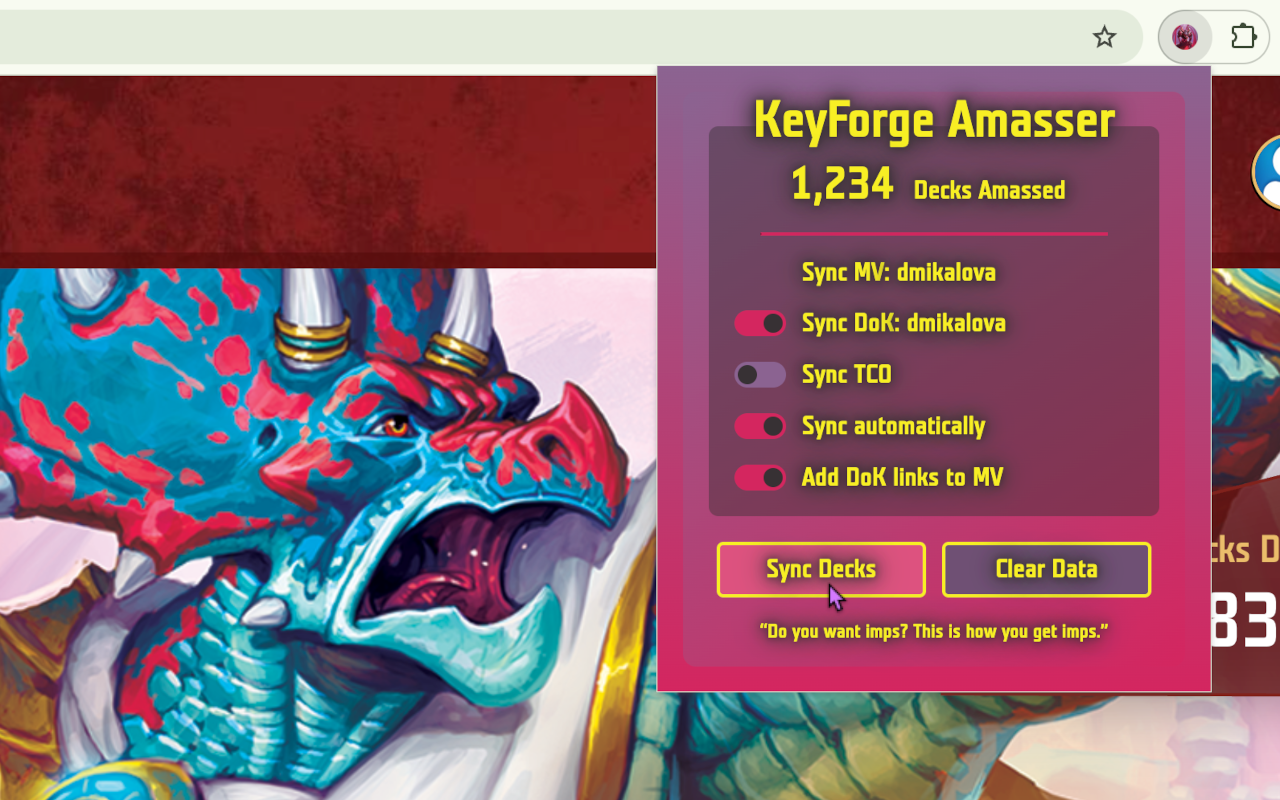 KeyForge Amasser
1,234 Decks Amassed
Sync MV: dmikalova
Sync DoK: dmikalova
Sync TCO
Sync automatically
Add DoK links to MV
Sync Decks
Clear Data
“Do you want imps? This is how you get imps.”
83